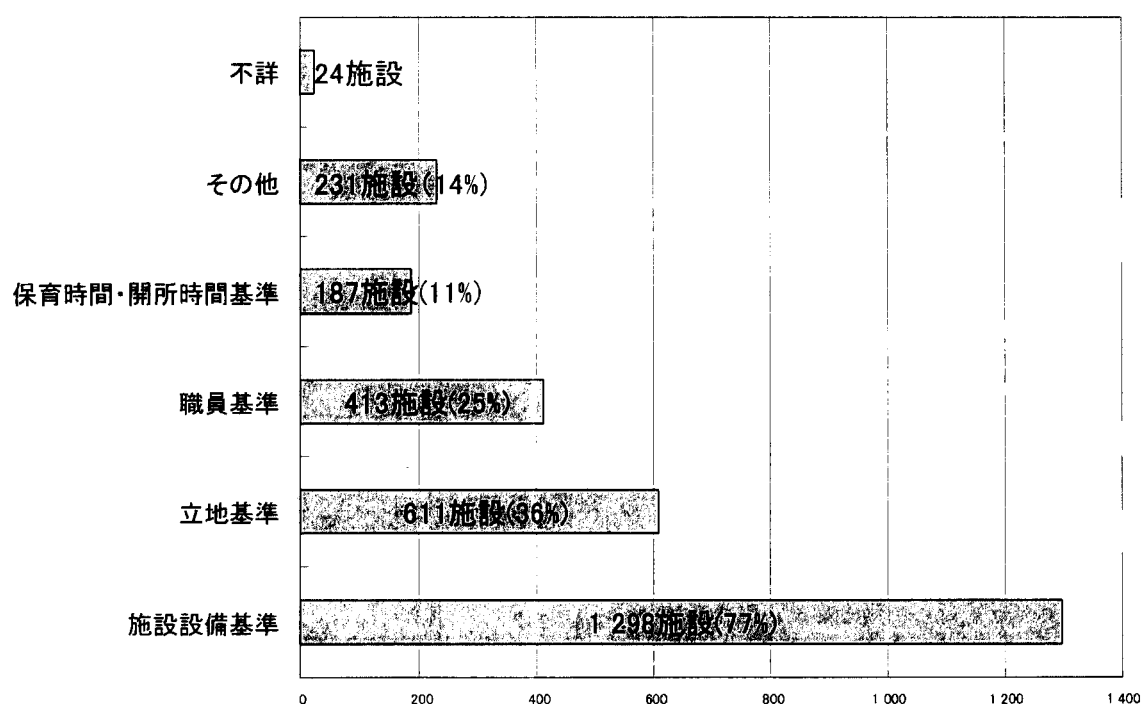 不詳 24施設
その他 231施設(14%)
保育時間・開所時間基準 187施設(11%)
職員基準 413施設(25%)
立地基準 611施設(36%)
施設設備基準 1 298施設(77%)
0 200 400 600 800 1 000 1 200 1 400